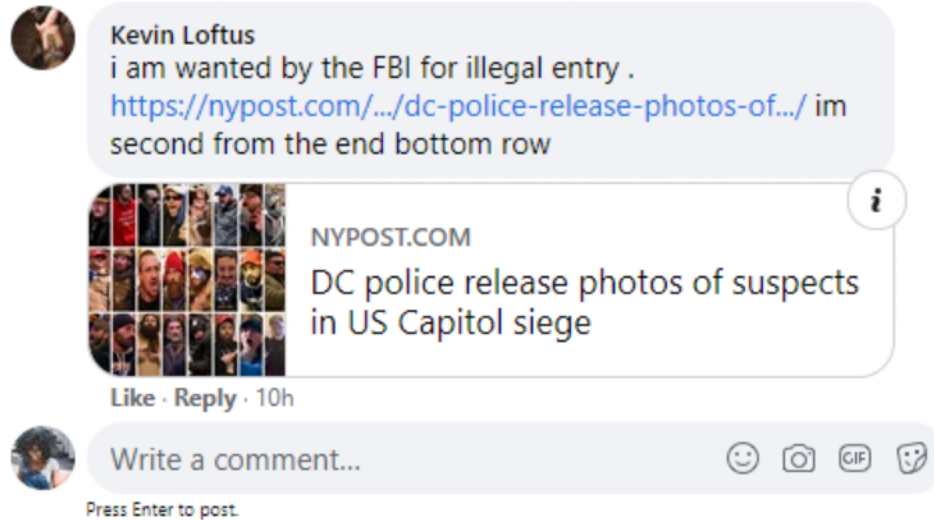 Kevin Loftus
i am wanted by the FBI for illegal entry .
https://nypost.com/.../dc-police-release-photos-of.../ im
second from the end bottom row
i
NYPOST.COM
DC police release photos of suspects
in US Capitol siege
Like · Reply · 10h
Write a comment...
GIF
Press Enter to post.